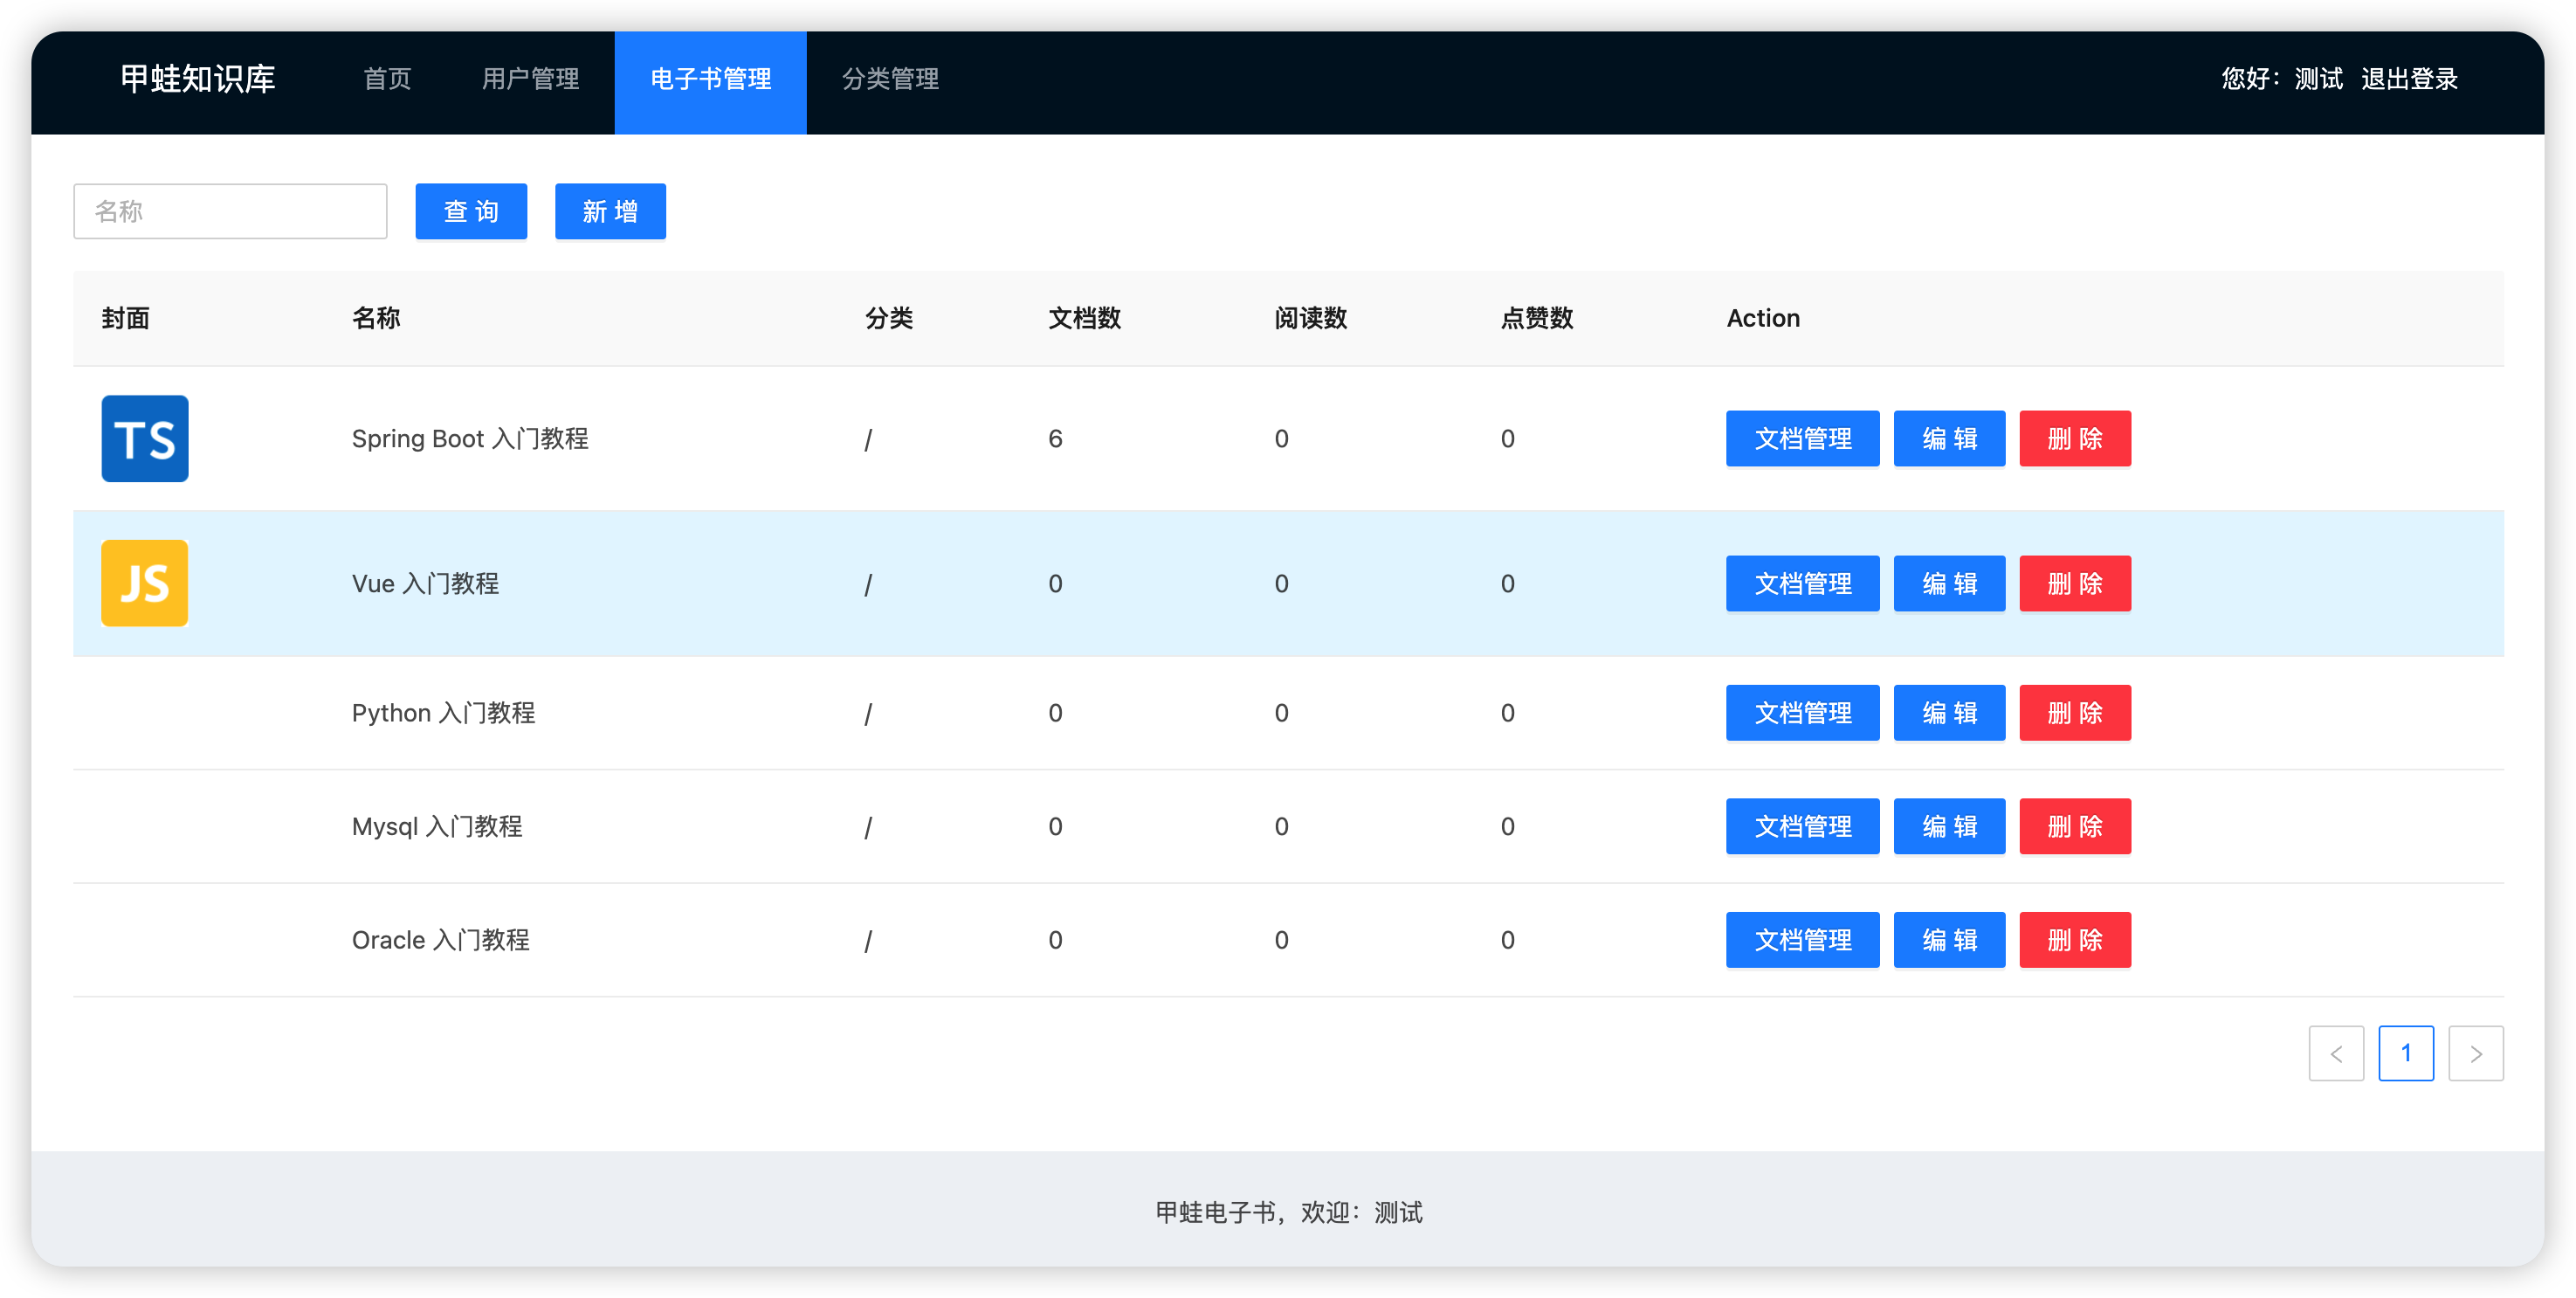 甲蛙知识库 首页 用户管理 电子书管理 分类管理 您好：测试 退出登录
名称 查 询 新 增
封面 名称 分类 文档数 阅读数 点赞数 Action
TS Spring Boot 入门教程 / 6 0 0 文档管理 编 辑 删 除
JS Vue 入门教程 / 0 0 0 文档管理 编 辑 删 除
Python 入门教程 / 0 0 0 文档管理 编 辑 删 除
Mysql 入门教程 / 0 0 0 文档管理 编 辑 删 除
Oracle 入门教程 / 0 0 0 文档管理 编 辑 删 除
< 1 >
甲蛙电子书，欢迎：测试